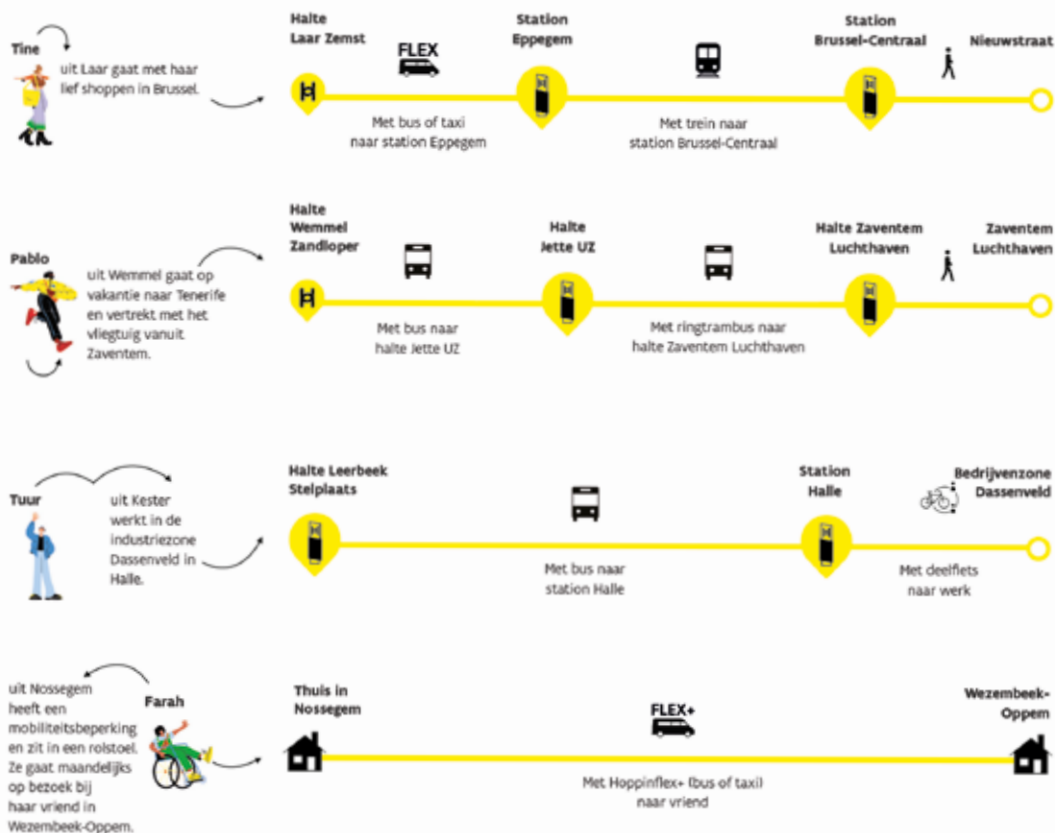 Tine
uit Laar gaat met haar
lief shoppen in Brussel.
Halte
Laar Zemst
FLEX
Met bus of taxi
naar station Eppegem
Station
Eppegem
Met trein naar
station Brussel-Centraal
Station
Brussel-Centraal
Nieuwstraat
Pablo
uit Wemmel gaat op
vakantie naar Tenerife
en vertrekt met het
vliegtuig vanuit
Zaventem.
Halte
Wemmel
Zandloper
Met bus naar
halte Jette UZ
Halte
Jette UZ
Met ringtrambus naar
halte Zaventem Luchthaven
Halte Zaventem
Luchthaven
Zaventem
Luchthaven
Tuur
uit Kester
werkt in de
industriezone
Dassenveld in
Halle.
Halte Leerbeek
Stelplaats
Met bus naar
station Halle
Station
Halle
Met deelfiets
naar werk
Bedrijvenzone
Dassenveld
Farah
uit Nossegem
heeft een
mobiliteitsbeperking
en zit in een rolstoel.
Ze gaat maandelijks
op bezoek bij
haar vriend in
Wezembeek-Oppem.
Thuis in
Nossegem
FLEX+
Met Hoppinflex+ (bus of taxi)
naar vriend
Wezembeek-
Oppem